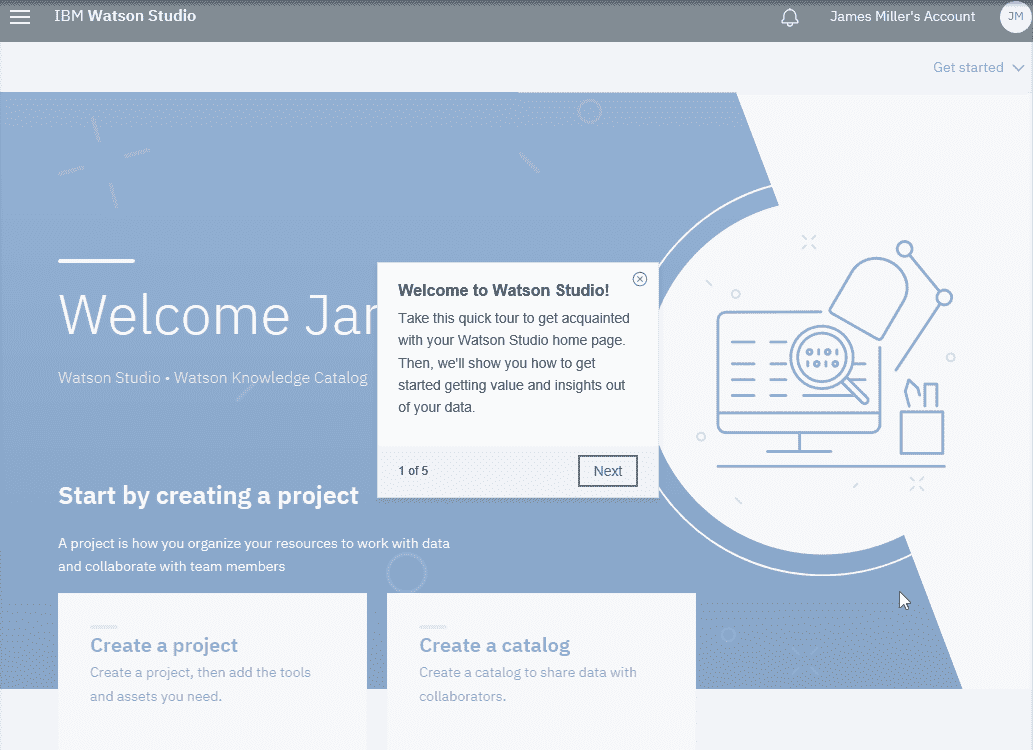 IBM Watson Studio
James Miller's Account
JM
Get started
Welcome Jam
Watson Studio • Watson Knowledge Catalog
Welcome to Watson Studio!
Take this quick tour to get acquainted
with your Watson Studio home page.
Then, we'll show you how to get
started getting value and insights out
of your data.
1 of 5
Next
0101
1010
Start by creating a project
A project is how you organize your resources to work with data
and collaborate with team members
Create a project
Create a project, then add the tools
and assets you need.
Create a catalog
Create a catalog to share data with
collaborators.